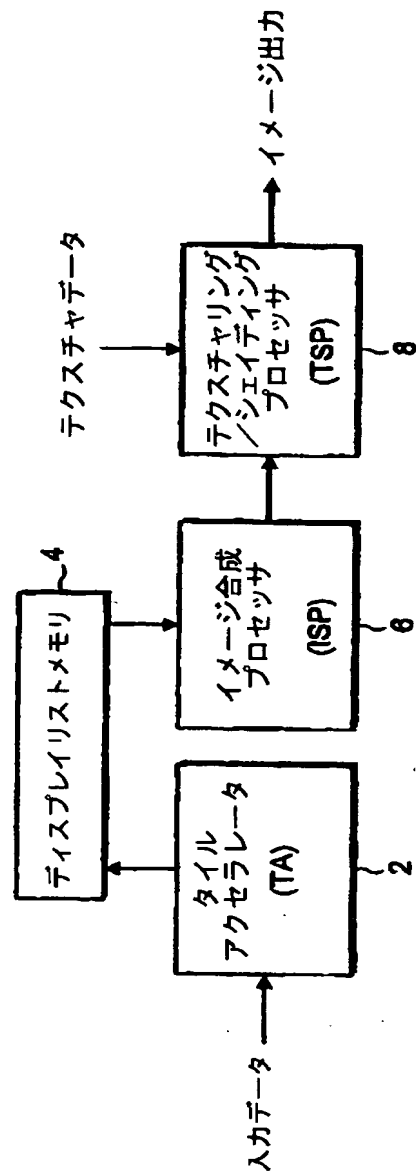 入力データ
タイル
アクセラレータ
(TA)
2
ディスプレイリストメモリ
4
イメージ合成
プロセッサ
(ISP)
6
テクスチャデータ
テクスチャリング
/シェイディング
プロセッサ
(TSP)
8
イメージ出力